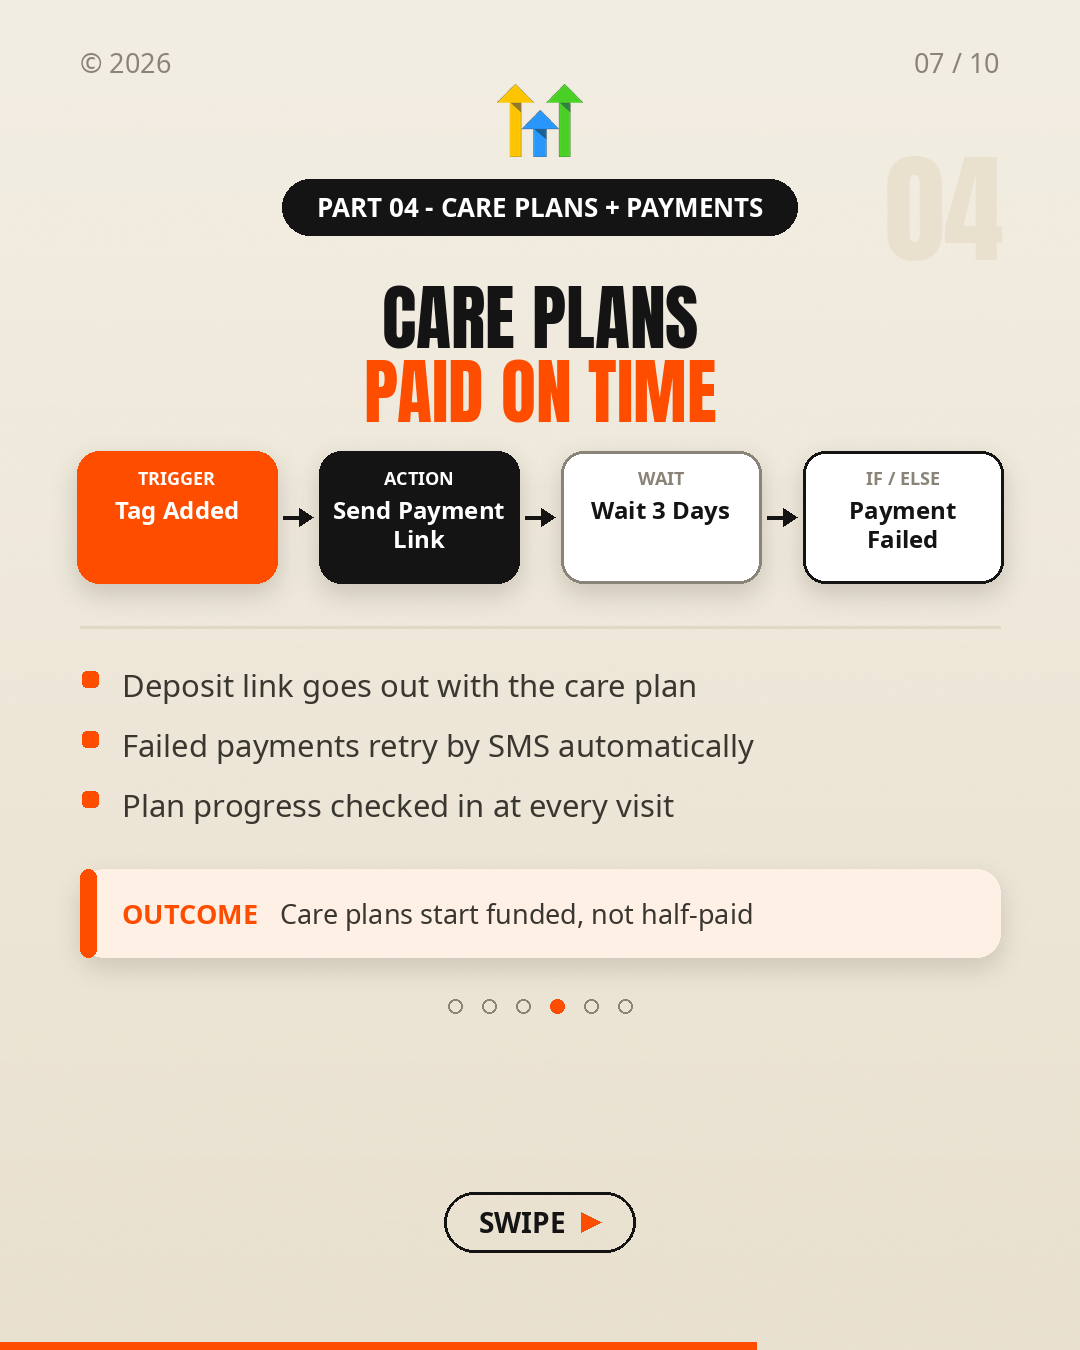 © 2026
07 / 10
PART 04 - CARE PLANS + PAYMENTS
04
CARE PLANS
PAID ON TIME
TRIGGER
Tag Added
ACTION
Send Payment
Link
WAIT
Wait 3 Days
IF / ELSE
Payment
Failed
Deposit link goes out with the care plan
Failed payments retry by SMS automatically
Plan progress checked in at every visit
OUTCOME Care plans start funded, not half-paid
SWIPE